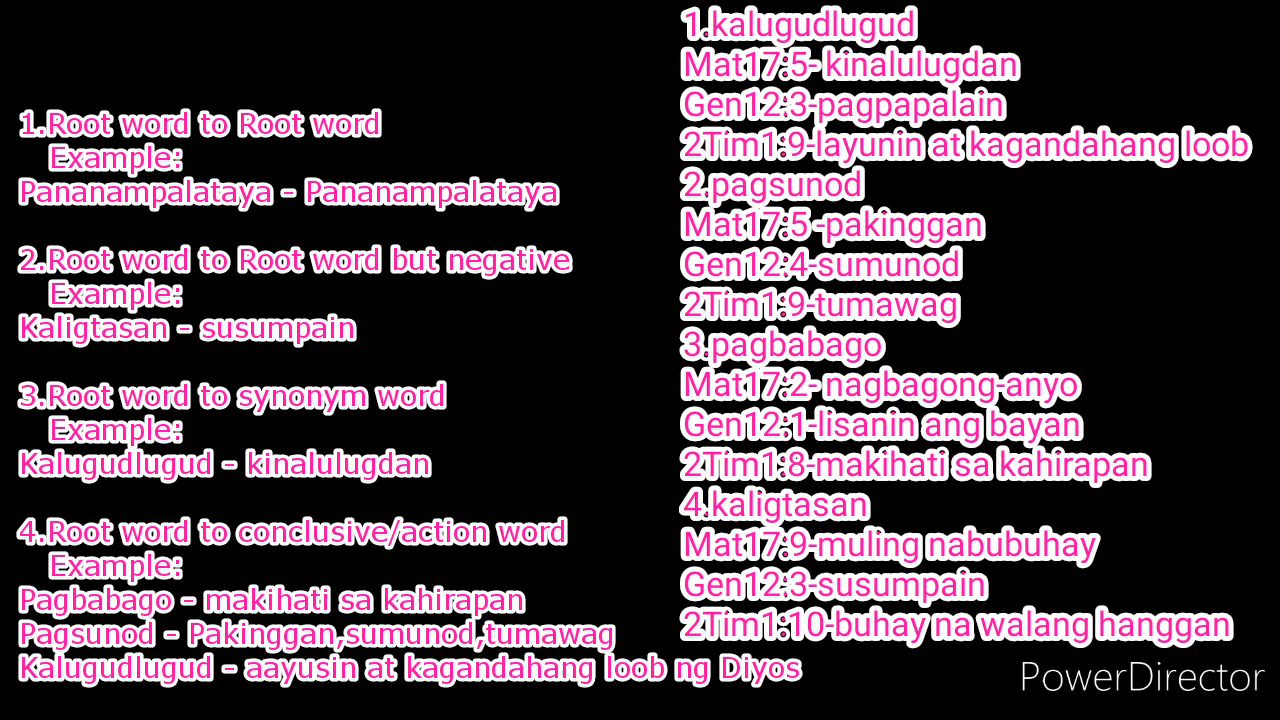 1.Root word to Root word
Example:
Pananampalataya - Pananampalataya
2.Root word to Root word but negative
Example:
Kaligtasan - susumpain
3.Root word to synonym word
Example:
Kalugudlugud - kinalulugdan
4.Root word to conclusive/action word
Example:
Pagbabago - makihati sa kahirapan
Pagsunod - Pakinggan,sumunod,tumawag
Kalugudlugud - aayusin at kagandahang loob ng Diyos
1.kalugudlugud
Mat17:5- kinalulugdan
Gen12:3-pagpapalain
2Tim1:9-layunin at kagandahang loob
2.pagsunod
Mat17:5 -pakinggan
Gen12:4-sumunod
2Tim1:9-tumawag
3.pagbabago
Mat17:2- nagbagong-anyo
Gen12:1-lisanin ang bayan
2Tim1:8-makihati sa kahirapan
4.kaligtasan
Mat17:9-muling nabubuhay
Gen12:3-susumpain
2Tim1:10-buhay na walang hanggan
PowerDirector